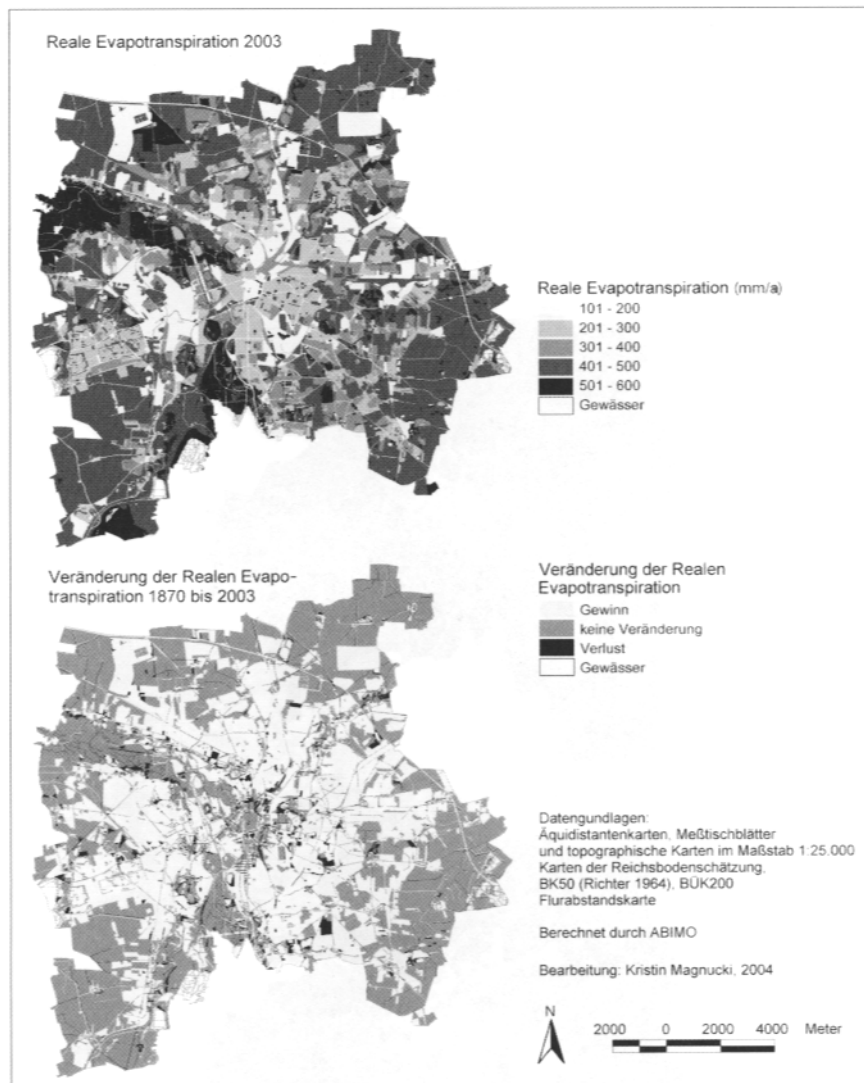 Reale Evapotranspiration 2003
Reale Evapotranspiration (mm/a)
101 - 200
201 - 300
301 - 400
401 - 500
501 - 600
Gewässer
Veränderung der Realen Evapo-
transpiration 1870 bis 2003
Veränderung der Realen
Evapotranspiration
Gewinn
keine Veränderung
Verlust
Gewässer
Datengundlagen:
Äquidistantenkarten, Meßtischblätter
und topographische Karten im Maßstab 1:25.000
Karten der Reichsbodenschätzung,
BK50 (Richter 1964), BÜK200
Flurabstandskarte
Berechnet durch ABIMO
Bearbeitung: Kristin Magnucki, 2004
N
2000 0 2000 4000 Meter